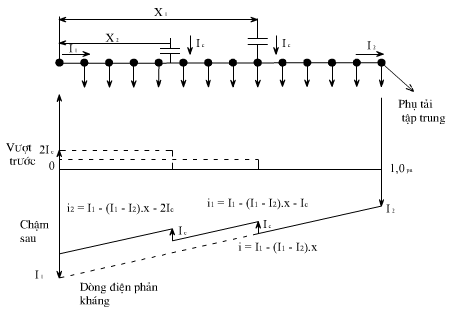 X₁
X₂
I₁
I꜀
I꜀
I₂
Phụ tải
tập trung
Vượt
trước
2I꜀
0
1,0 pu
i₂ = I₁ - (I₁ - I₂).x - 2I꜀
i₁ = I₁ - (I₁ - I₂).x - I꜀
I₂
Chậm
sau
I꜀
I꜀
i = I₁ - (I₁ - I₂).x
I₁
Dòng điện phản
kháng